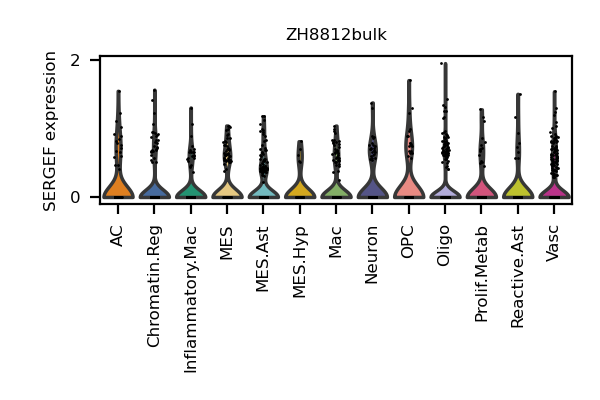 ZH8812bulk
SERGEF expression
2
0
AC
Chromatin.Reg
Inflammatory.Mac
MES
MES.Ast
MES.Hyp
Mac
Neuron
OPC
Oligo
Prolif.Metab
Reactive.Ast
Vasc